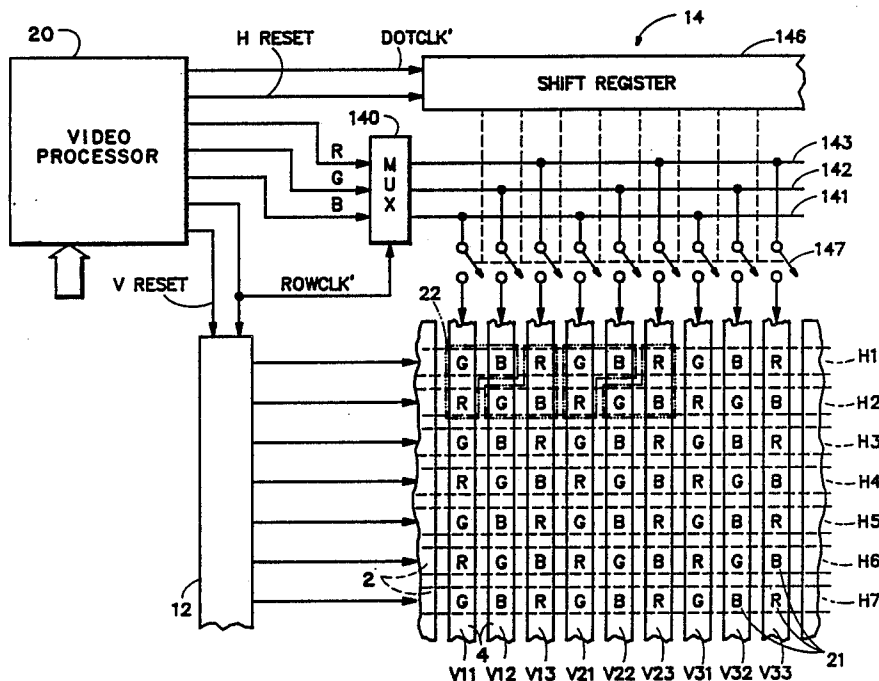 20
H RESET
DOTCLK'
14
146
SHIFT REGISTER
VIDEO
PROCESSOR
140
R
G
B
MUX
143
142
141
147
V RESET
ROWCLK'
22
G B R G B R G B R H1
R G B R G B R G B H2
G B R G B R G B R H3
R G B R G B R G B H4
G B R G B R G B R H5
2 R G B R G B R G B H6
G B R G B R G B R H7
12
4
21
V11 V12 V13 V21 V22 V23 V31 V32 V33